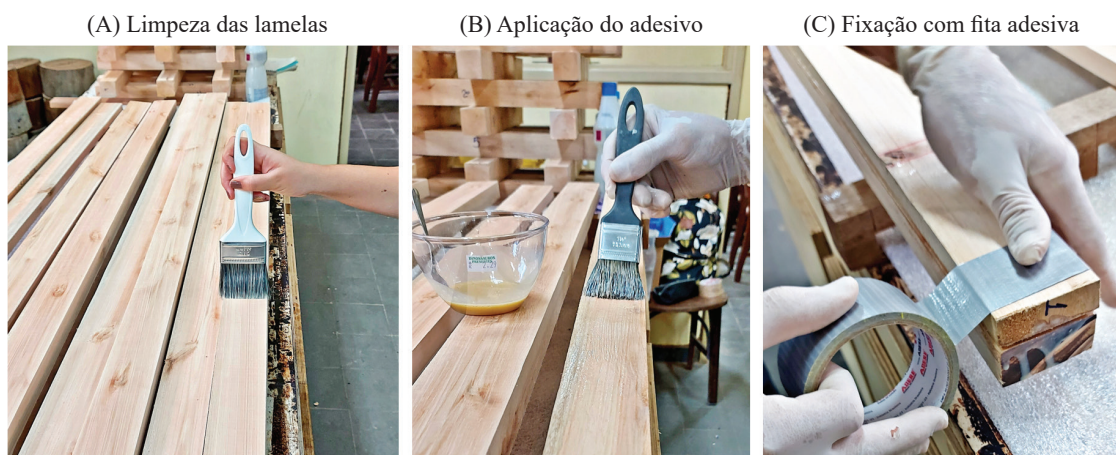 (A) Limpeza das lamelas
(B) Aplicação do adesivo
(C) Fixação com fita adesiva